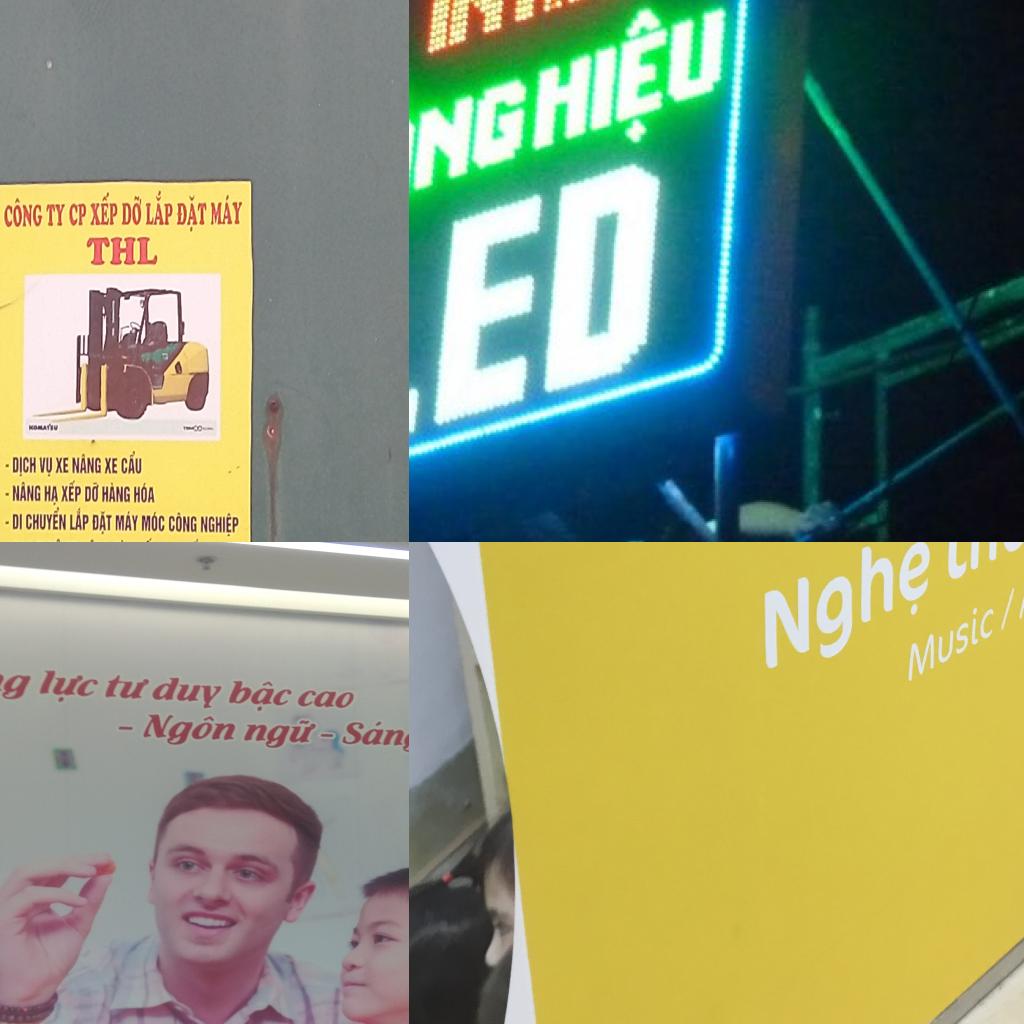 CÔNG TY CP XẾP DỠ LẮP ĐẶT MÁY
THL
KOMATSU
- DỊCH VỤ XE NÂNG XE CẨU
- NÂNG HẠ XẾP DỠ HÀNG HÓA
- DI CHUYỂN LẮP ĐẶT MÁY MÓC CÔNG NGHIỆP
NG HIỆU
ED
lực tư duy bậc cao
- Ngôn ngữ - Sáng
Nghệ
Music /